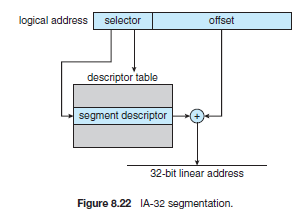 logical address selector offset
descriptor table
segment descriptor +
32-bit linear address
Figure 8.22 IA-32 segmentation.